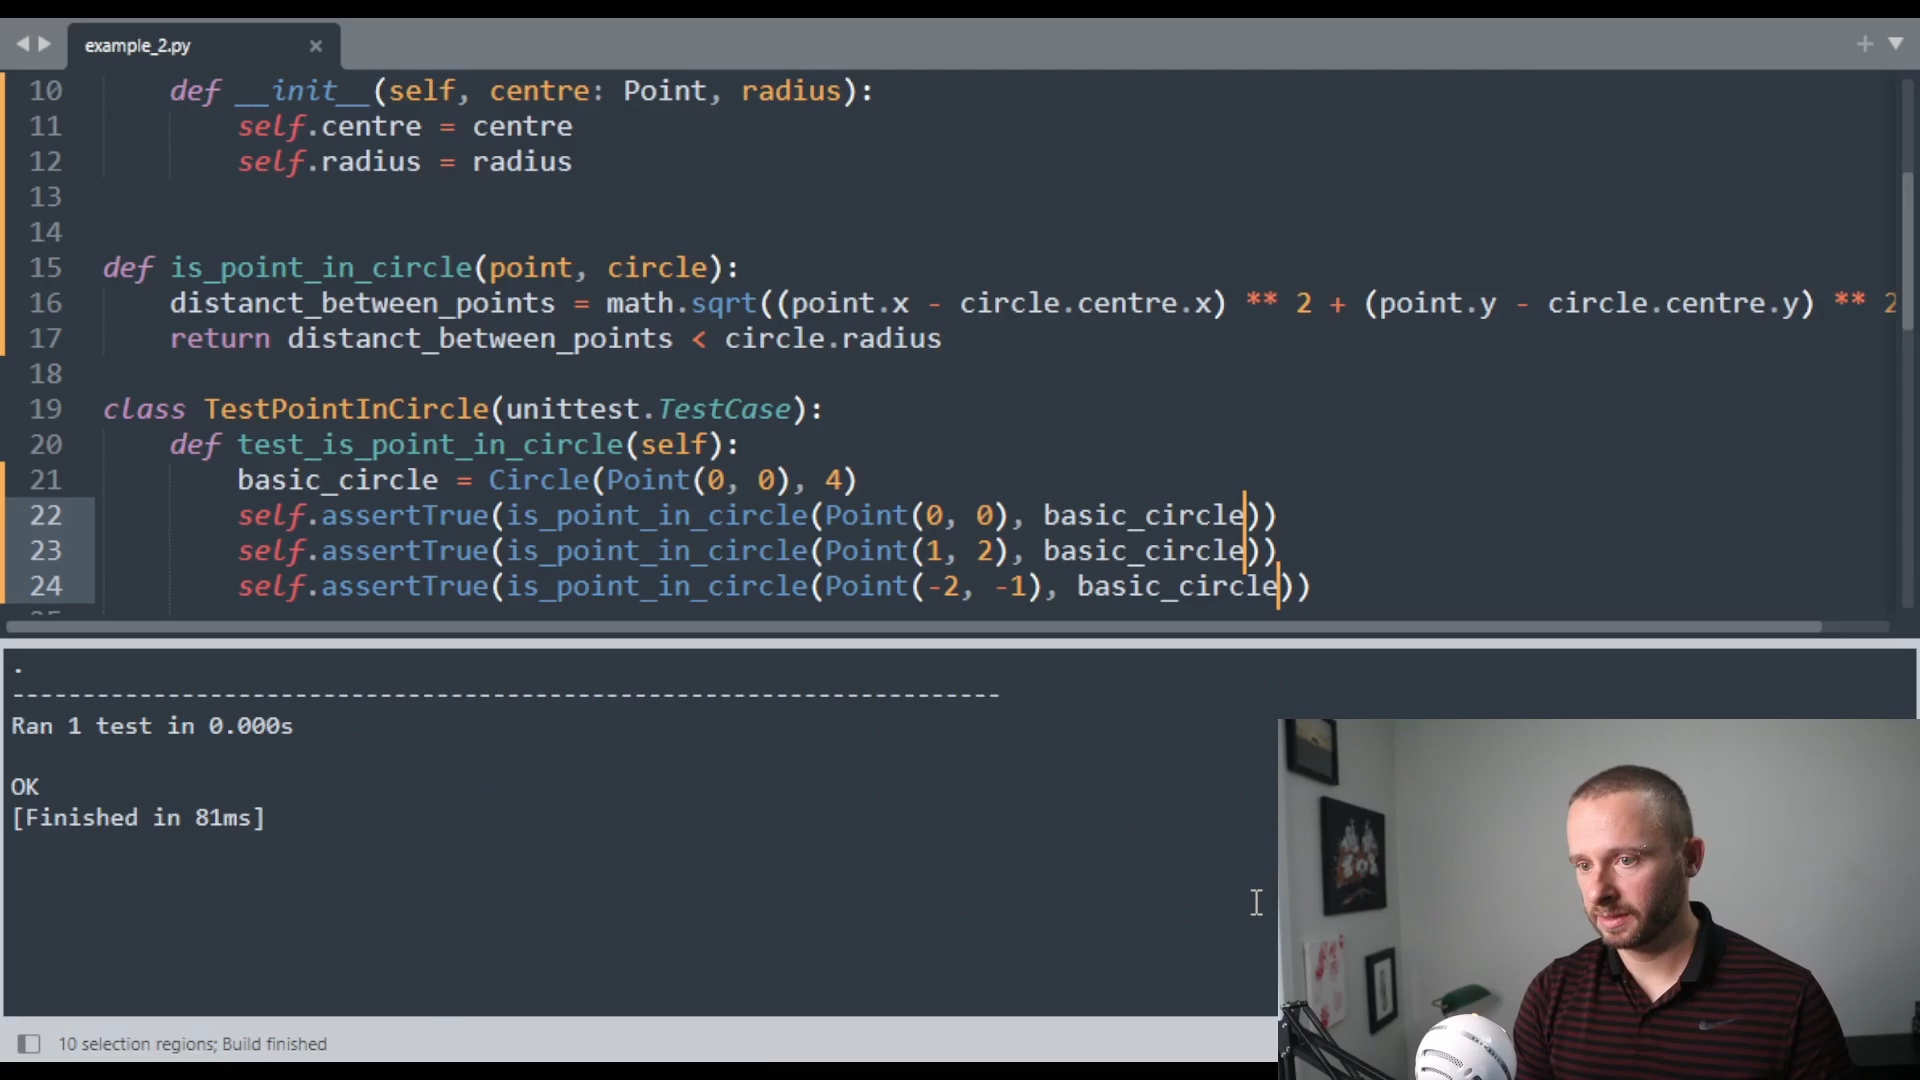 example_2.py
10 def __init__(self, centre: Point, radius):
11 self.centre = centre
12 self.radius = radius
13
14
15 def is_point_in_circle(point, circle):
16 distanct_between_points = math.sqrt((point.x - circle.centre.x) ** 2 + (point.y - circle.centre.y) ** 2
17 return distanct_between_points < circle.radius
18
19 class TestPointInCircle(unittest.TestCase):
20 def test_is_point_in_circle(self):
21 basic_circle = Circle(Point(0, 0), 4)
22 self.assertTrue(is_point_in_circle(Point(0, 0), basic_circle))
23 self.assertTrue(is_point_in_circle(Point(1, 2), basic_circle))
24 self.assertTrue(is_point_in_circle(Point(-2, -1), basic_circle))
.
----------------------------------------------------------------------
Ran 1 test in 0.000s
OK
[Finished in 81ms]
10 selection regions; Build finished